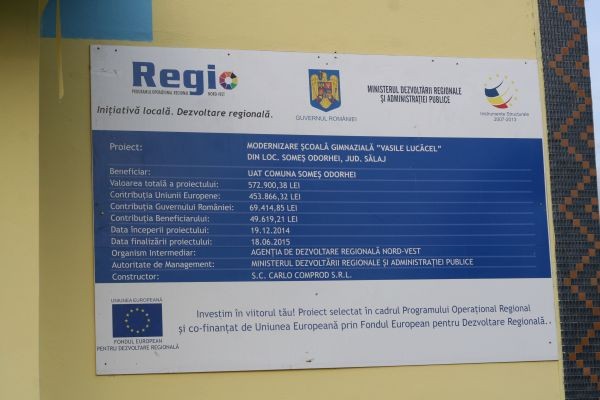 Regio
PROGRAMUL OPERAȚIONAL REGIONAL
NORD-VEST
Inițiativă locală. Dezvoltare regională.
GUVERNUL ROMÂNIEI
MINISTERUL DEZVOLTĂRII REGIONALE
ȘI ADMINISTRAȚIEI PUBLICE
Instrumente Structurale
2007-2013
Proiect: MODERNIZARE ȘCOALĂ GIMNAZIALĂ "VASILE LUCĂCEL"
DIN LOC. SOMEȘ ODORHEI, JUD. SĂLAJ
Beneficiar: UAT COMUNA SOMEȘ ODORHEI
Valoarea totală a proiectului: 572.900,38 LEI
Contribuția Uniunii Europene: 453.866,32 LEI
Contribuția Guvernului României: 69.414,85 LEI
Contribuția Beneficiarului: 49.619,21 LEI
Data începerii proiectului: 19.12.2014
Data finalizării proiectului: 18.06.2015
Organism Intermediar: AGENȚIA DE DEZVOLTARE REGIONALĂ NORD-VEST
Autoritate de Management: MINISTERUL DEZVOLTĂRII REGIONALE ȘI ADMINISTRAȚIEI PUBLICE
Constructor: S.C. CARLO COMPROD S.R.L.
UNIUNEA EUROPEANĂ
FONDUL EUROPEAN
PENTRU DEZVOLTARE REGIONALĂ
Investim în viitorul tău! Proiect selectat în cadrul Programului Operațional Regional
și co-finanțat de Uniunea Europeană prin Fondul European pentru Dezvoltare Regională..